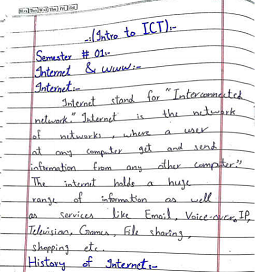 -:(Intro to ICT):-
Semester # 01:-
Internet & www:-
Internet:-
Internet stand for "Interconnected
network." Internet is the network
of networks, where a user
at any computer get and send
information from any other computer."
The internet holds a huge
range of information as well
as services like Email, Voice-over IP,
Television, Games, File sharing,
shopping etc.
History of Internet:-